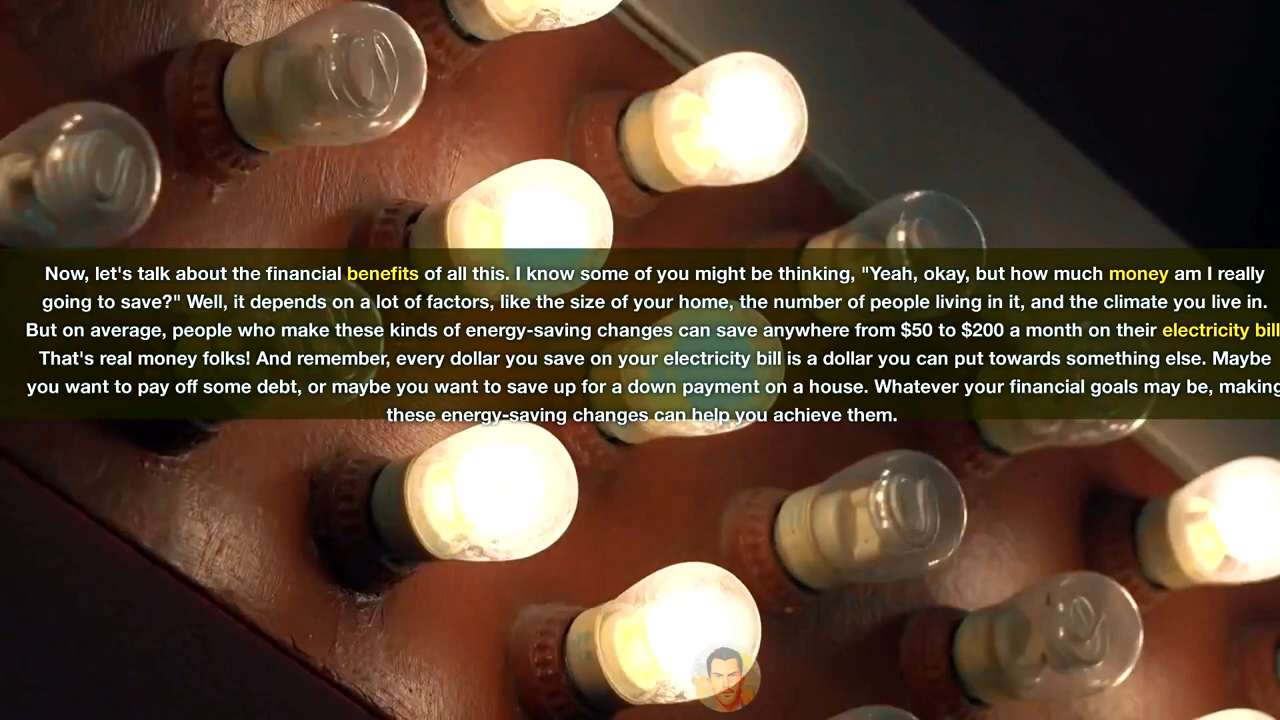 Now, let's talk about the financial benefits of all this. I know some of you might be thinking, "Yeah, okay, but how much money am I really
going to save?" Well, it depends on a lot of factors, like the size of your home, the number of people living in it, and the climate you live in.
But on average, people who make these kinds of energy-saving changes can save anywhere from $50 to $200 a month on their electricity bill
That's real money folks! And remember, every dollar you save on your electricity bill is a dollar you can put towards something else. Maybe
you want to pay off some debt, or maybe you want to save up for a down payment on a house. Whatever your financial goals may be, making
these energy-saving changes can help you achieve them.